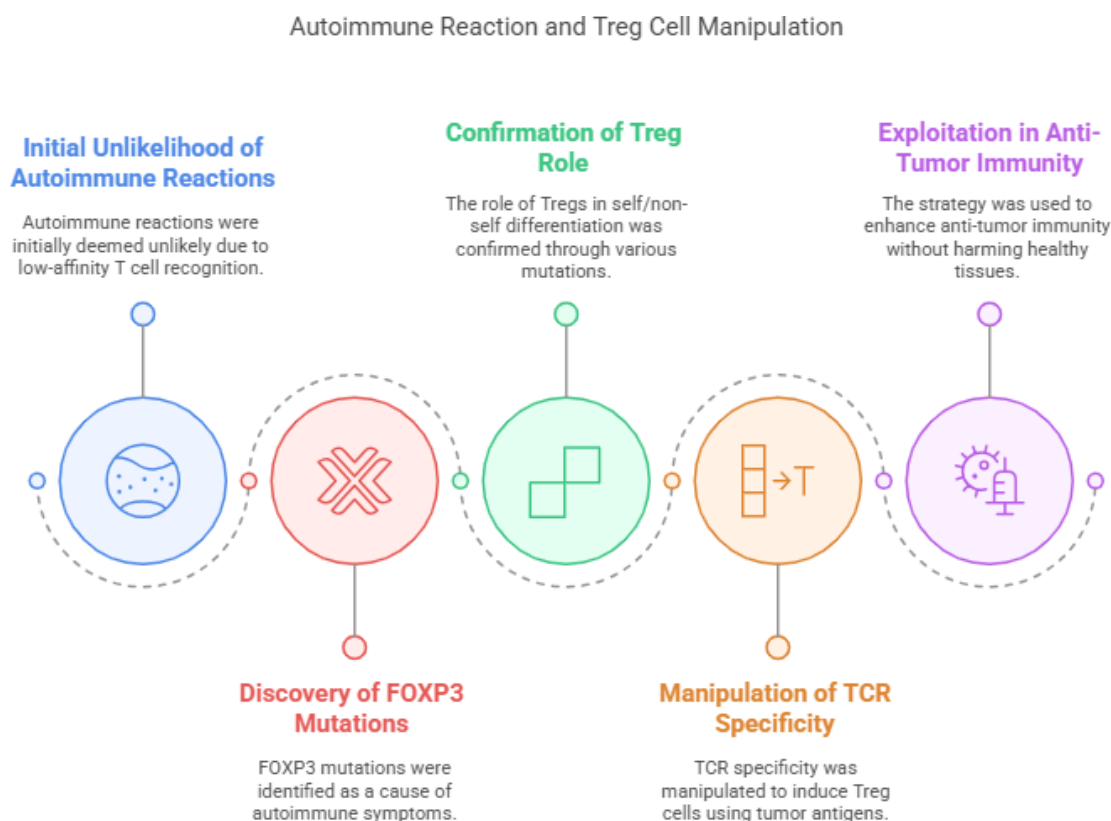 Autoimmune Reaction and Treg Cell Manipulation
Initial Unlikelihood of
Autoimmune Reactions
Autoimmune reactions were
initially deemed unlikely due to
low-affinity T cell recognition.
Discovery of FOXP3
Mutations
FOXP3 mutations were
identified as a cause of
autoimmune symptoms.
Confirmation of Treg
Role
The role of Tregs in self/non-
self differentiation was
confirmed through various
mutations.
Manipulation of TCR
Specificity
TCR specificity was
manipulated to induce Treg
cells using tumor antigens.
T
Exploitation in Anti-
Tumor Immunity
The strategy was used to
enhance anti-tumor immunity
without harming healthy
tissues.